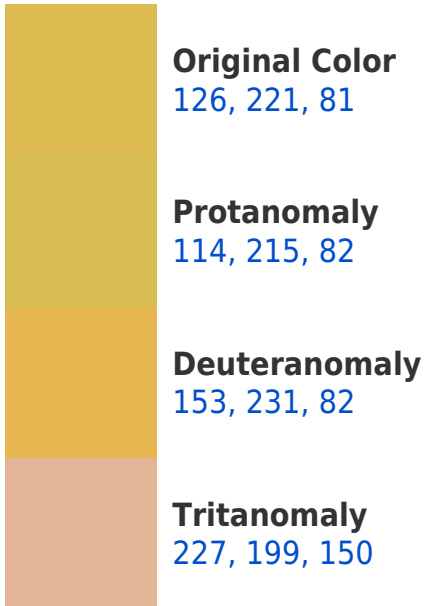 Original Color
126, 221, 81
Protanomaly
114, 215, 82
Deuteranomaly
153, 231, 82
Tritanomaly
227, 199, 150